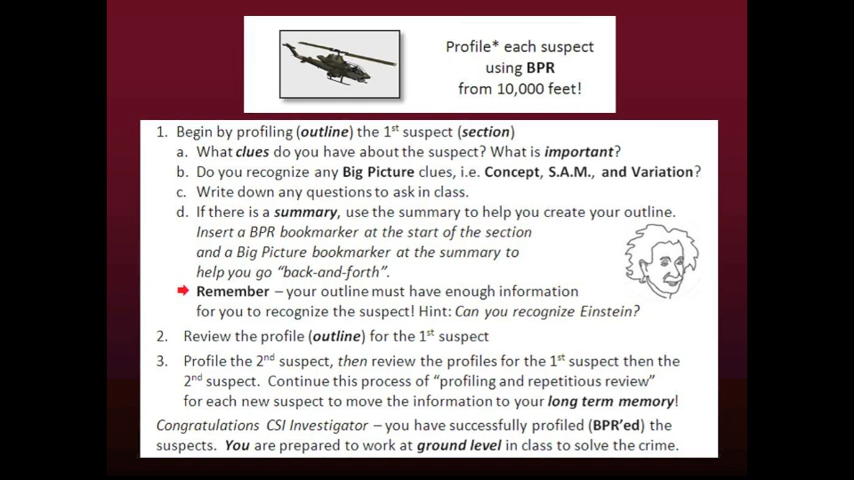 Profile* each suspect
using BPR
from 10,000 feet!
1. Begin by profiling (outline) the 1st suspect (section)
a. What clues do you have about the suspect? What is important?
b. Do you recognize any Big Picture clues, i.e. Concept, S.A.M., and Variation?
c. Write down any questions to ask in class.
d. If there is a summary, use the summary to help you create your outline.
Insert a BPR bookmarker at the start of the section
and a Big Picture bookmarker at the summary to
help you go “back-and-forth”.
Remember – your outline must have enough information
for you to recognize the suspect! Hint: Can you recognize Einstein?
2. Review the profile (outline) for the 1st suspect
3. Profile the 2nd suspect, then review the profiles for the 1st suspect then the
2nd suspect. Continue this process of “profiling and repetitious review”
for each new suspect to move the information to your long term memory!
Congratulations CSI Investigator – you have successfully profiled (BPR’ed) the
suspects. You are prepared to work at ground level in class to solve the crime.